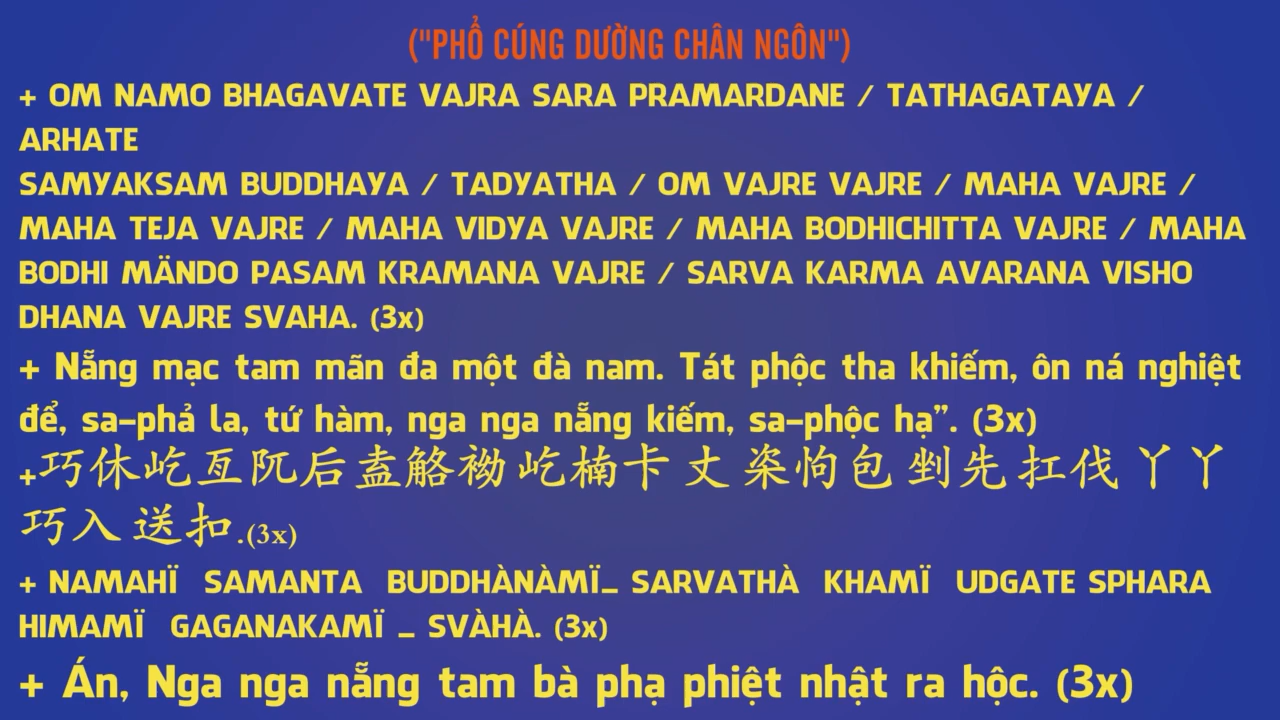 ("PHỔ CÚNG DƯỜNG CHÂN NGÔN")
+ OM NAMO BHAGAVATE VAJRA SARA PRAMARDANE / TATHAGATAYA /
ARHATE
SAMYAKSAM BUDDHAYA / TADYATHA / OM VAJRE VAJRE / MAHA VAJRE /
MAHA TEJA VAJRE / MAHA VIDYA VAJRE / MAHA BODHICHITTA VAJRE / MAHA
BODHI MÄNDO PASAM KRAMANA VAJRE / SARVA KARMA AVARANA VISHO
DHANA VAJRE SVAHA. (3x)
+ Nẵng mạc tam mãn đa một đà nam. Tát phộc tha khiếm, ôn ná nghiệt
để, sa-phả la, tứ hàm, nga nga nẵng kiếm, sa-phộc hạ”. (3x)
+巧休屹亙阢后盍觡袎屹楠卡丈粢怐包剉先扛伐丫丫
巧入送扣.(3x)
+ NAMAHÏ SAMANTA BUDDHÀNÀMÏ_ SARVATHÀ KHAMÏ UDGATE SPHARA
HIMAMÏ GAGANAKAMÏ _ SVÀHÀ. (3x)
+ Án, Nga nga nẵng tam bà phạ phiệt nhật ra hộc. (3x)